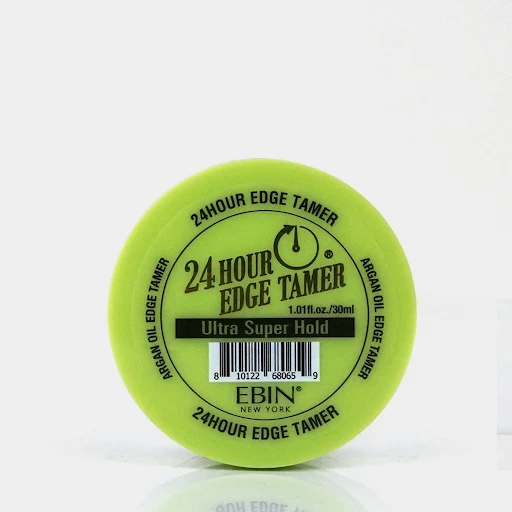 24HOUR EDGE TAMER
ARGAN OIL EDGE TAMER
ARGAN OIL EDGE TAMER
24 HOUR
EDGE TAMER®
1.01fl.oz./30ml
Ultra Super Hold
8 10122 68065 9
EBIN®
NEW YORK
24HOUR EDGE TAMER